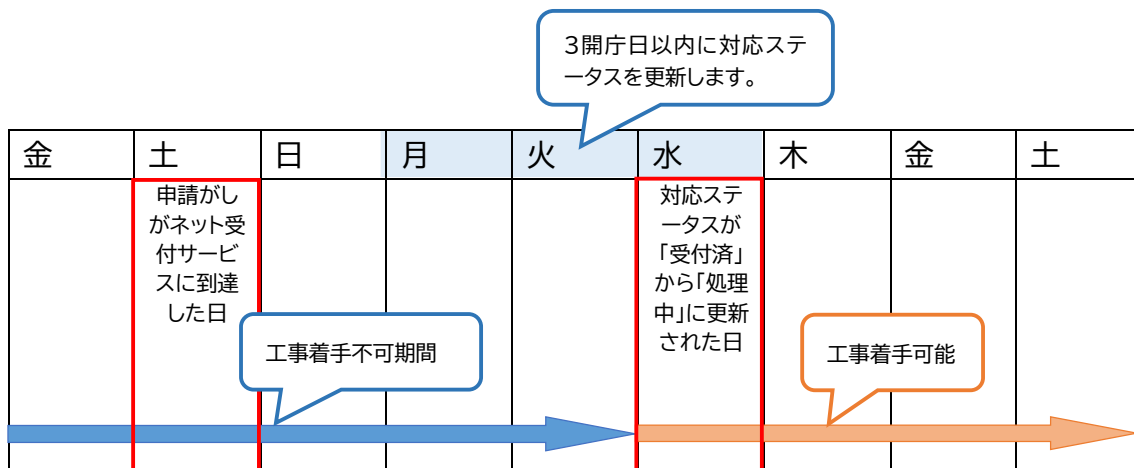 3開庁日以内に対応ステ
ータスを更新します。
金 土 日 月 火 水 木 金 土
申請がし
がネット受
付サービ
スに到達
した日
対応ステ
ータスが
「受付済」
から「処理
中」に更新
された日
工事着手不可期間
工事着手可能